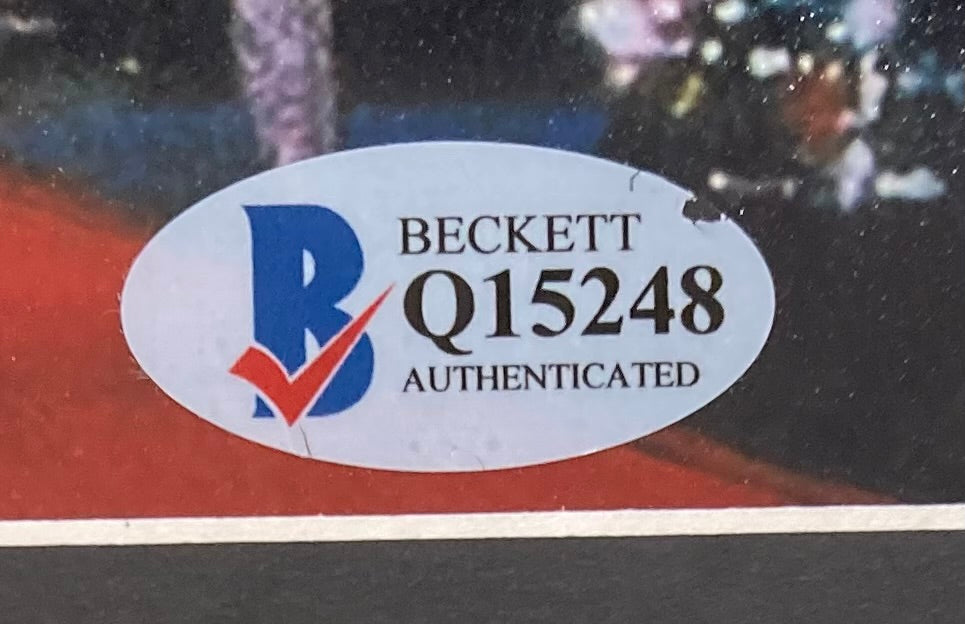 B
BECKETT
Q15248
AUTHENTICATED